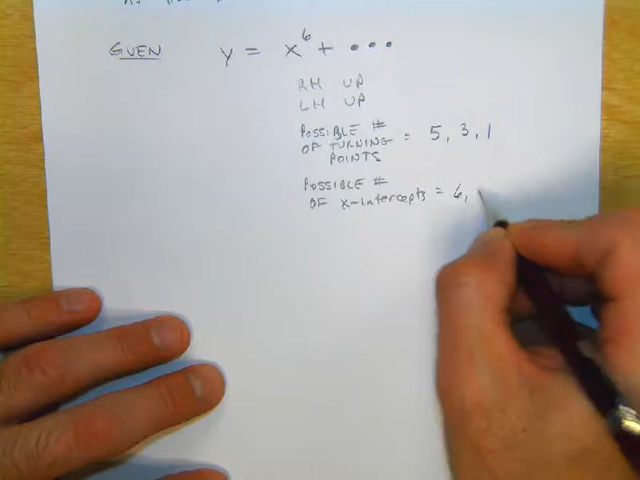 GIVEN y = x⁶ + •••
RH UP
LH UP
POSSIBLE #
OF TURNING = 5, 3, 1
POINTS
POSSIBLE #
OF x-intercepts = 6,